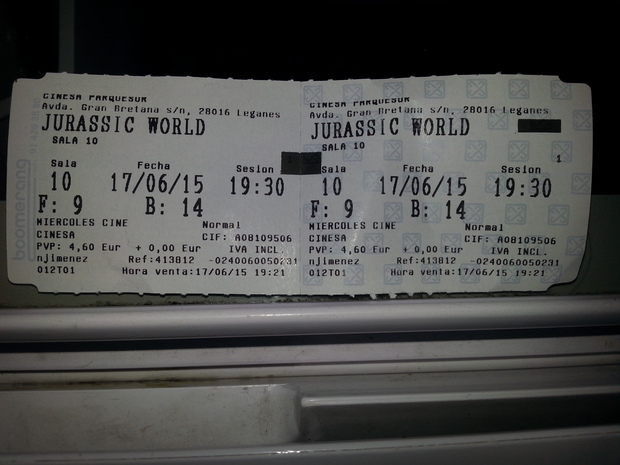 CINESA PARQUESUR
Avda. Gran Bretana s/n, 28016 Leganes
JURASSIC WORLD
SALA 10
Sala Fecha Sesion
10 17/06/15 19:30
F: 9 B: 14
MIERCOLES CINE Normal
CINESA CIF: A08109506
PVP: 4,60 Eur + 0,00 Eur IVA INCL.
njimenez Ref:413812 -0240060050231
012T01 Hora venta:17/06/15 19:21
boomerang
CINESA PARQUESUR
Avda. Gran Bretana s/n, 28016 Leganes
JURASSIC WORLD
SALA 10
1
Sala Fecha Sesion
10 17/06/15 19:30
F: 9 B: 14
MIERCOLES CINE Normal
CINESA CIF: A08109506
PVP: 4,60 Eur + 0,00 Eur IVA INCL.
njimenez Ref:413812 -0240060050231
012T01 Hora venta:17/06/15 19:21